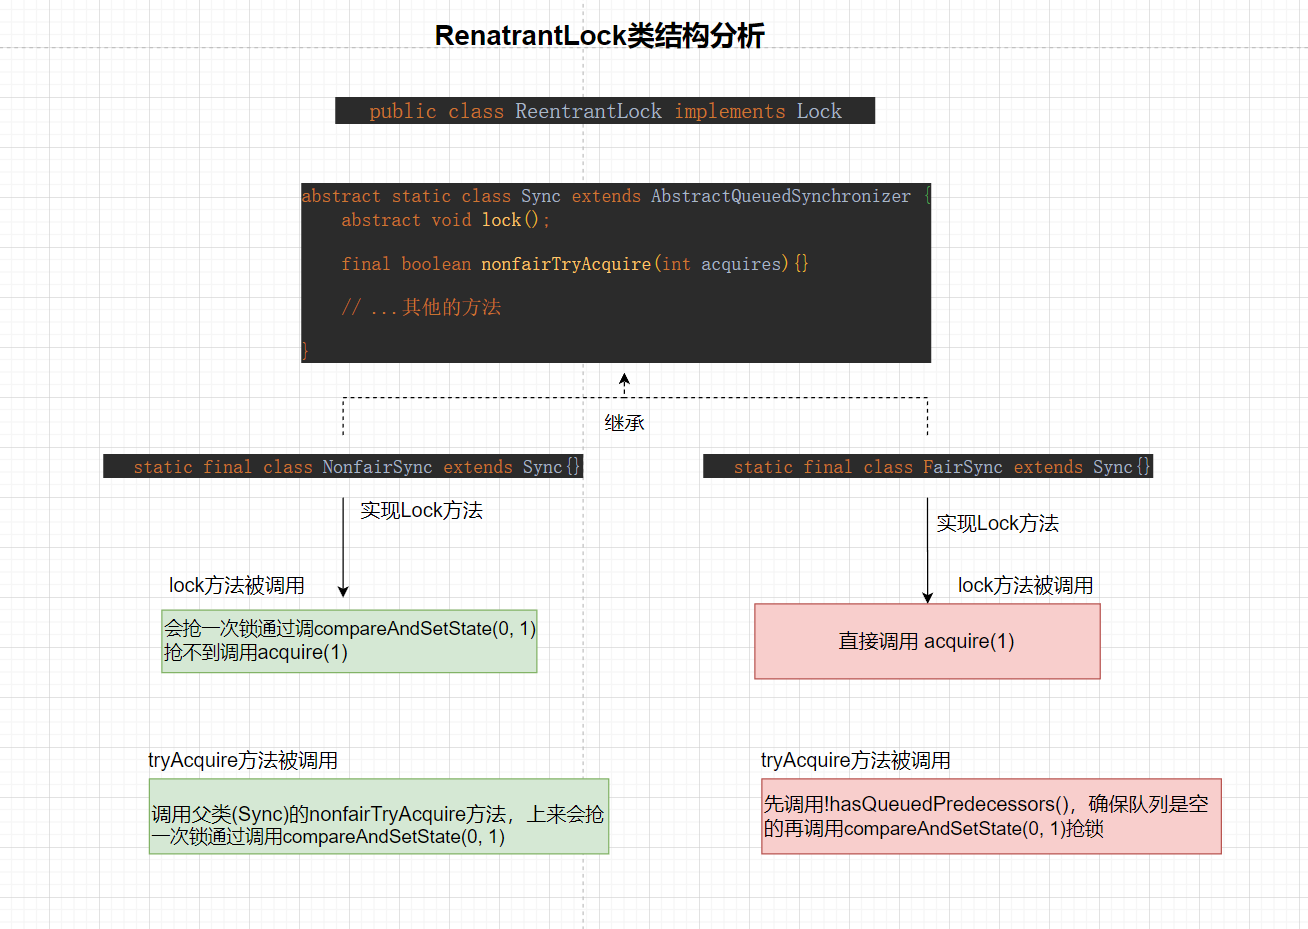 RenatrantLock类结构分析
public class ReentrantLock implements Lock
abstract static class Sync extends AbstractQueuedSynchronizer {
abstract void lock();
final boolean nonfairTryAcquire(int acquires){}
// ...其他的方法
}
继承
static final class NonfairSync extends Sync{}
static final class FairSync extends Sync{}
实现Lock方法
实现Lock方法
lock方法被调用
lock方法被调用
会抢一次锁通过调compareAndSetState(0, 1)
抢不到调用acquire(1)
直接调用 acquire(1)
tryAcquire方法被调用
tryAcquire方法被调用
调用父类(Sync)的nonfairTryAcquire方法，上来会抢
一次锁通过调用compareAndSetState(0, 1)
先调用!hasQueuedPredecessors()，确保队列是空
的再调用compareAndSetState(0, 1)抢锁